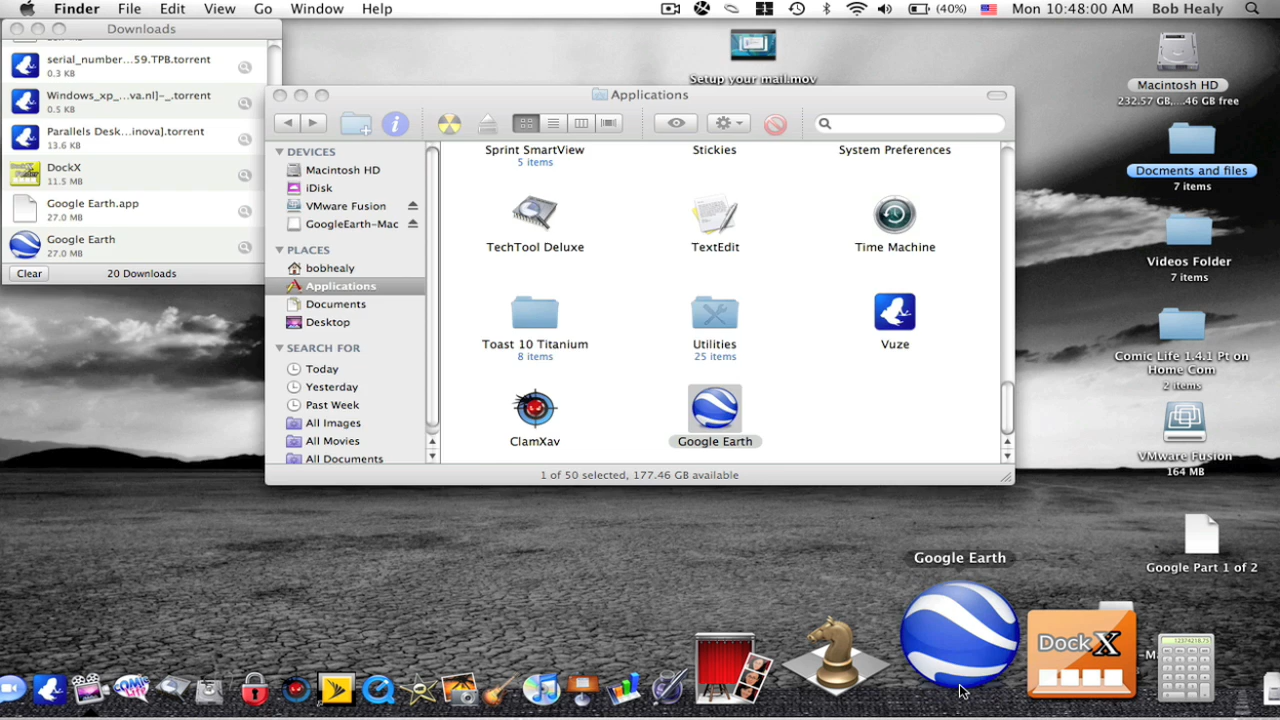 Finder File Edit View Go Window Help
(40%) Mon 10:48:00 AM Bob Healy
Downloads
serial_number...59.TPB.torrent
0.3 KB
Windows_xp_...va.nl]-_.torrent
0.5 KB
Parallels Desk...inova].torrent
13.6 KB
DockX
11.5 MB
Google Earth.app
27.0 MB
Google Earth
27.0 MB
Clear
20 Downloads
Setup your mail.mov
Applications
DEVICES
Macintosh HD
iDisk
VMware Fusion
GoogleEarth-Mac
PLACES
bobhealy
Applications
Documents
Desktop
SEARCH FOR
Today
Yesterday
Past Week
All Images
All Movies
All Documents
Sprint SmartView
5 items
Stickies
System Preferences
TechTool Deluxe
TextEdit
Time Machine
Toast 10 Titanium
8 items
Utilities
25 items
Vuze
ClamXav
Google Earth
1 of 50 selected, 177.46 GB available
Macintosh HD
232.57 GB,....46 GB free
Docments and files
7 items
Videos Folder
7 items
Comic Life 1.4.1 Pt on
Home Com
2 items
VMware Fusion
164 MB
Google Part 1 of 2
Google Earth
DockX